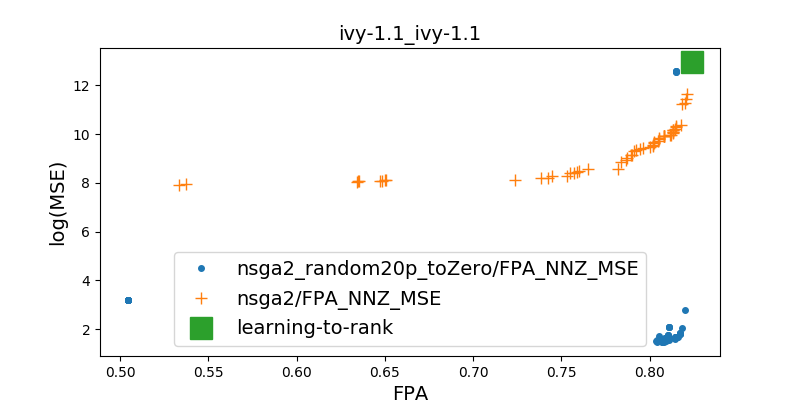 ivy-1.1_ivy-1.1
log(MSE)
12
10
8
6
4
2
nsga2_random20p_toZero/FPA_NNZ_MSE
nsga2/FPA_NNZ_MSE
learning-to-rank
0.50 0.55 0.60 0.65 0.70 0.75 0.80
FPA